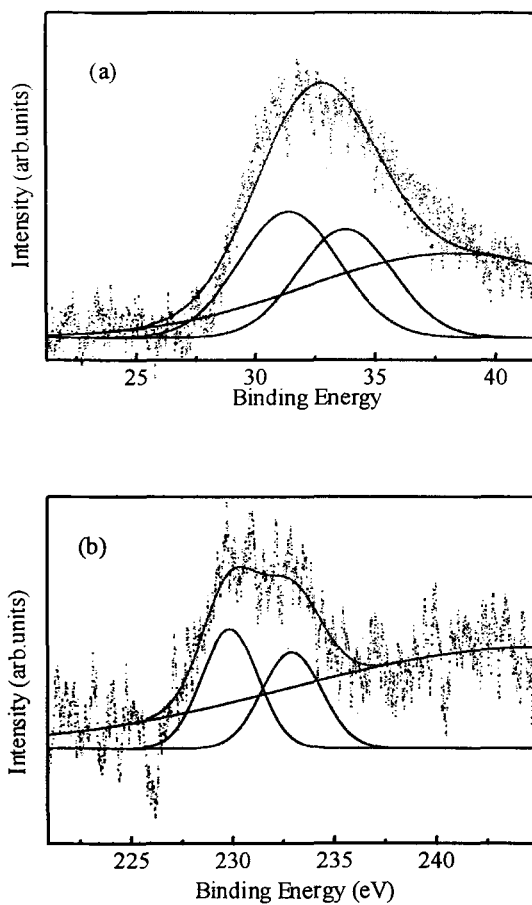 (a)
Intensity (arb.units)
25 30 35 40
Binding Energy
(b)
Intensity (arb.units)
225 230 235 240
Binding Energy (eV)